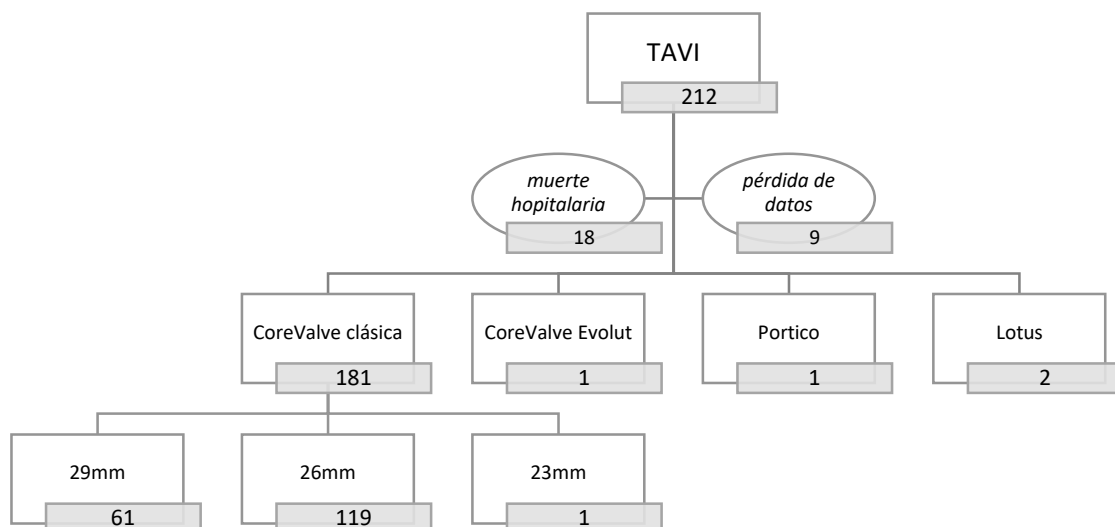 TAVI
212
muerte
hopitalaria
18
pérdida de
datos
9
CoreValve clásica
181
CoreValve Evolut
1
Portico
1
Lotus
2
29mm
61
26mm
119
23mm
1